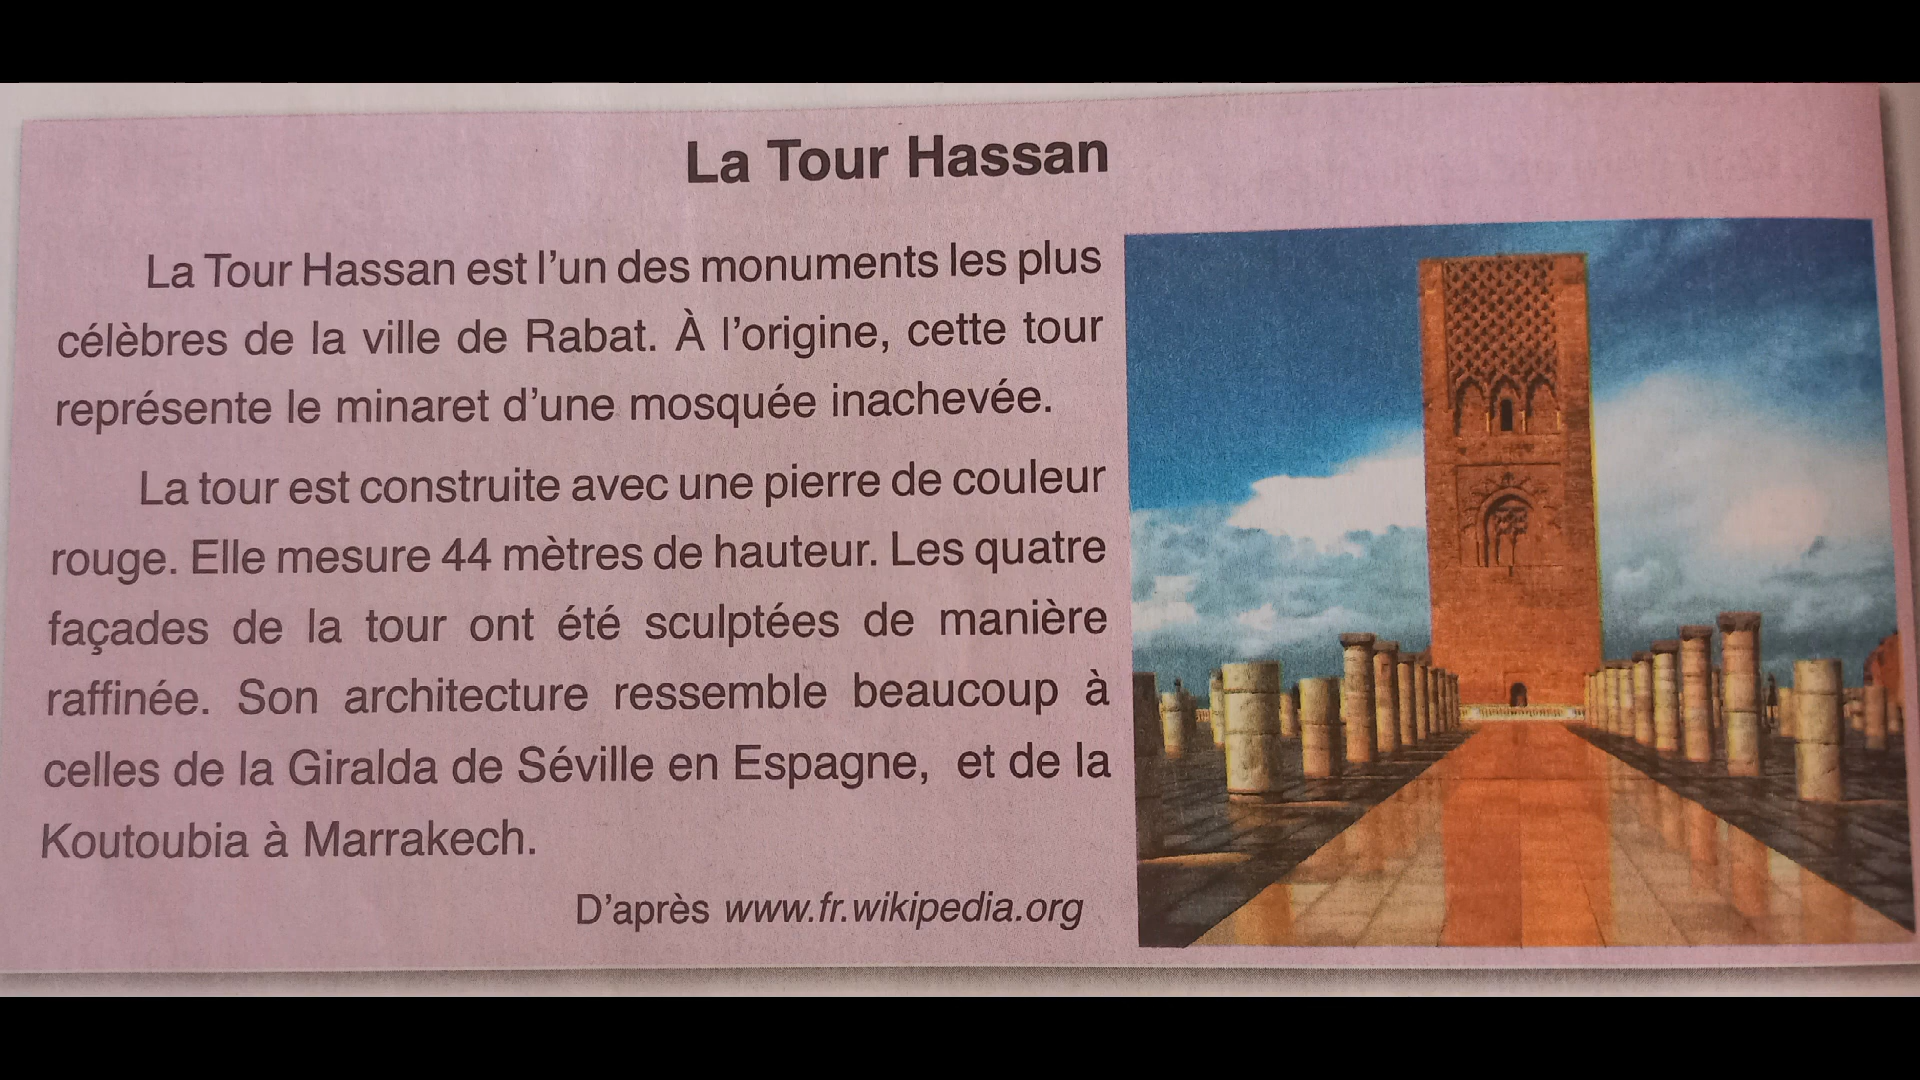 La Tour Hassan
La Tour Hassan est l'un des monuments les plus
célèbres de la ville de Rabat. À l'origine, cette tour
représente le minaret d'une mosquée inachevée.
La tour est construite avec une pierre de couleur
rouge. Elle mesure 44 mètres de hauteur. Les quatre
façades de la tour ont été sculptées de manière
raffinée. Son architecture ressemble beaucoup à
celles de la Giralda de Séville en Espagne, et de la
Koutoubia à Marrakech.
D'après www.fr.wikipedia.org